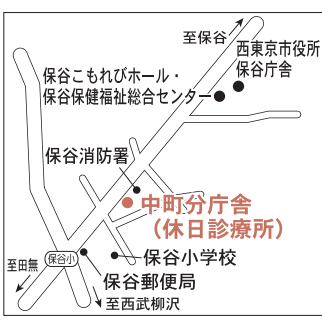 至保谷
西東京市役所
保谷庁舎
保谷こもれびホール・
保谷保健福祉総合センター
保谷消防署
中町分庁舎
（休日診療所）
保谷小学校
保谷小
至田無
保谷郵便局
至西武柳沢